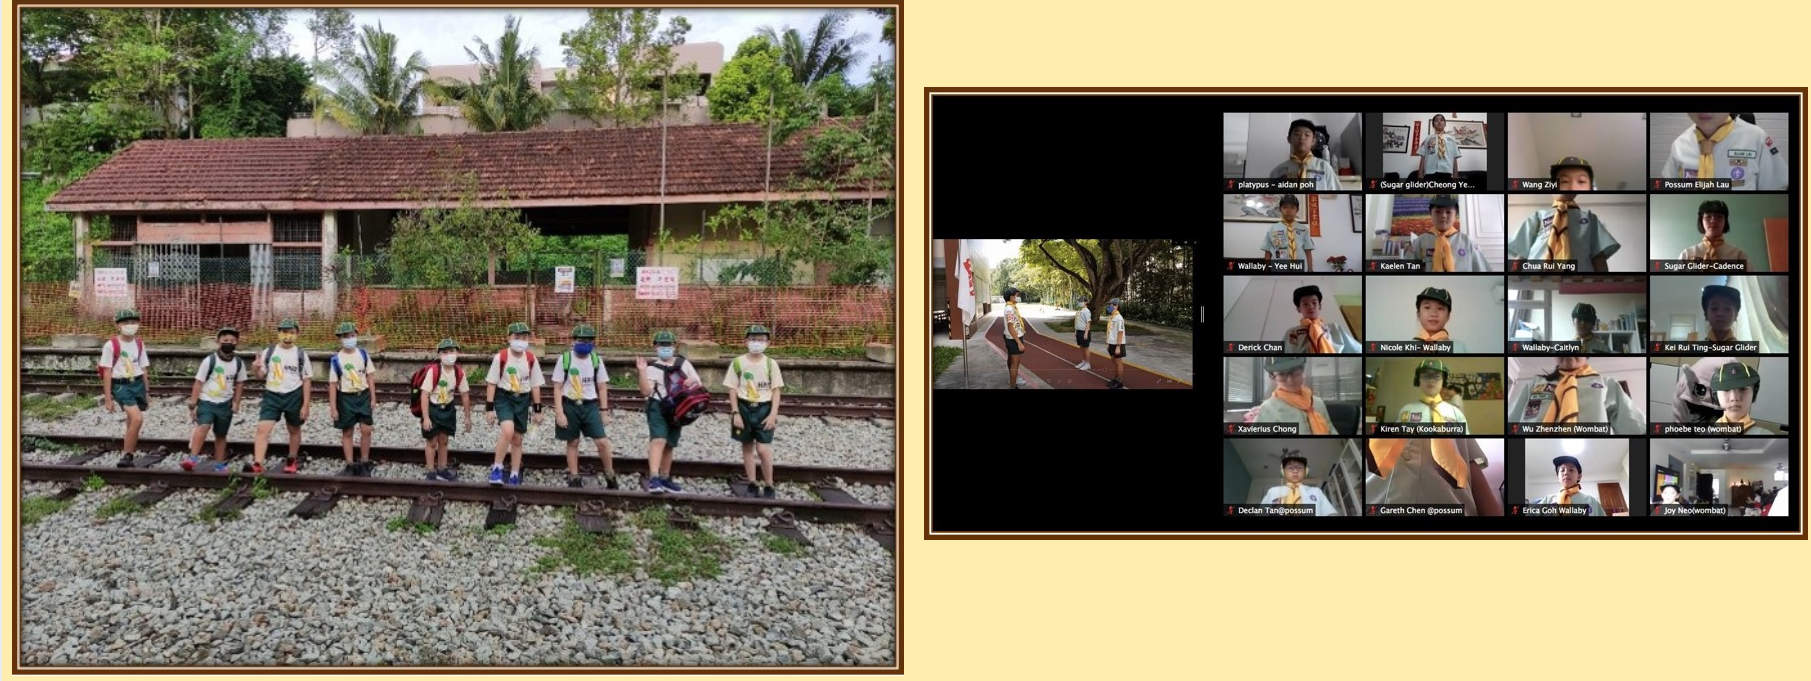 platypus - aidan poh
(Sugar glider)Cheong Ye...
Wang Ziyi
Possum Elijah Lau
Wallaby - Yee Hui
Kaelen Tan
Chua Rui Yang
Sugar Glider-Cadence
Derick Chan
Nicole Khi- Wallaby
Wallaby-Caitlyn
Kei Rui Ting-Sugar Glider
Xavierius Chong
Kiren Tay (Kookaburra)
Wu Zhenzhen (Wombat)
phoebe teo (wombat)
Declan Tan@possum
Gareth Chen @possum
Erica Goh Wallaby
Joy Neo(wombat)